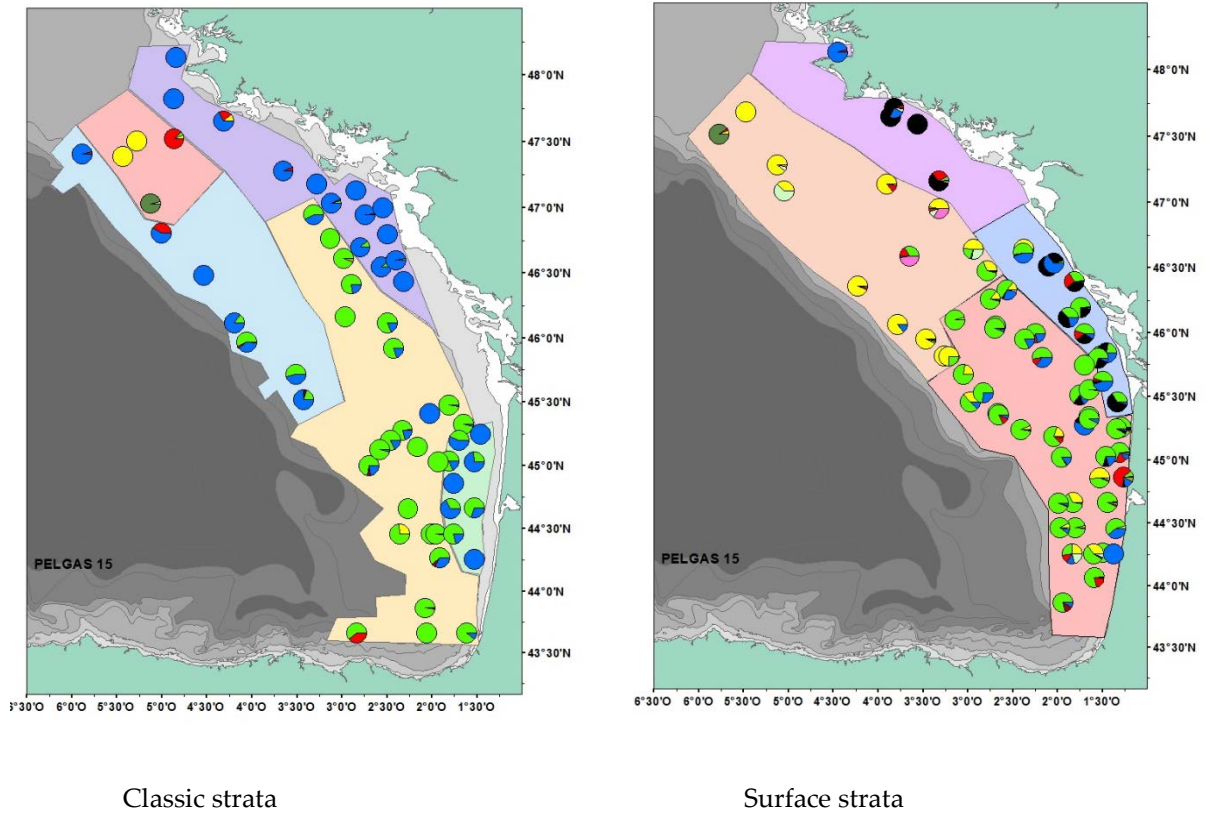 48°0'N
47°30'N
47°0'N
46°30'N
46°0'N
45°30'N
45°0'N
44°30'N
44°0'N
43°30'N
PELGAS 15
6°30'O 6°0'O 5°30'O 5°0'O 4°30'O 4°0'O 3°30'O 3°0'O 2°30'O 2°0'O 1°30'O
48°0'N
47°30'N
47°0'N
46°30'N
46°0'N
45°30'N
45°0'N
44°30'N
44°0'N
43°30'N
PELGAS 15
6°30'O 6°0'O 5°30'O 5°0'O 4°30'O 4°0'O 3°30'O 3°0'O 2°30'O 2°0'O 1°30'O
Classic strata
Surface strata